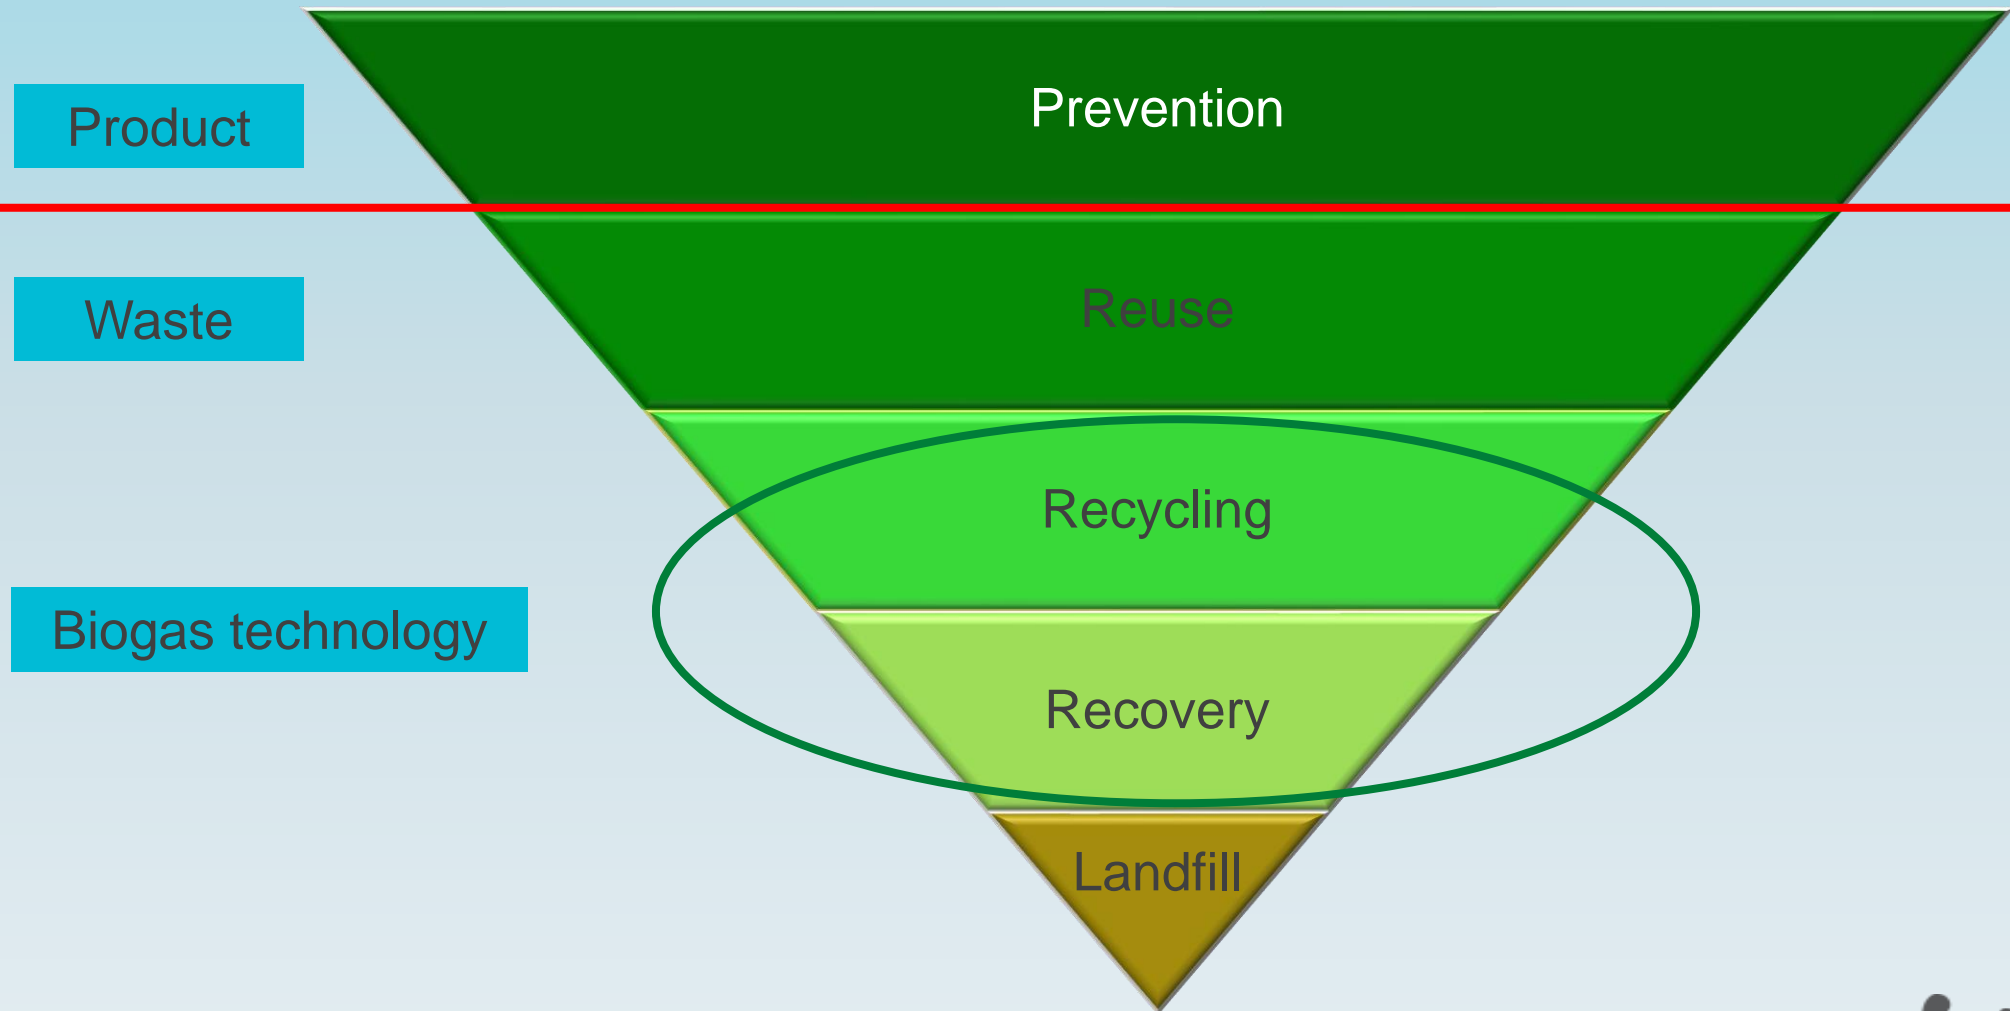 Product
Prevention
Waste
Reuse
Recycling
Biogas technology
Recovery
Landfill